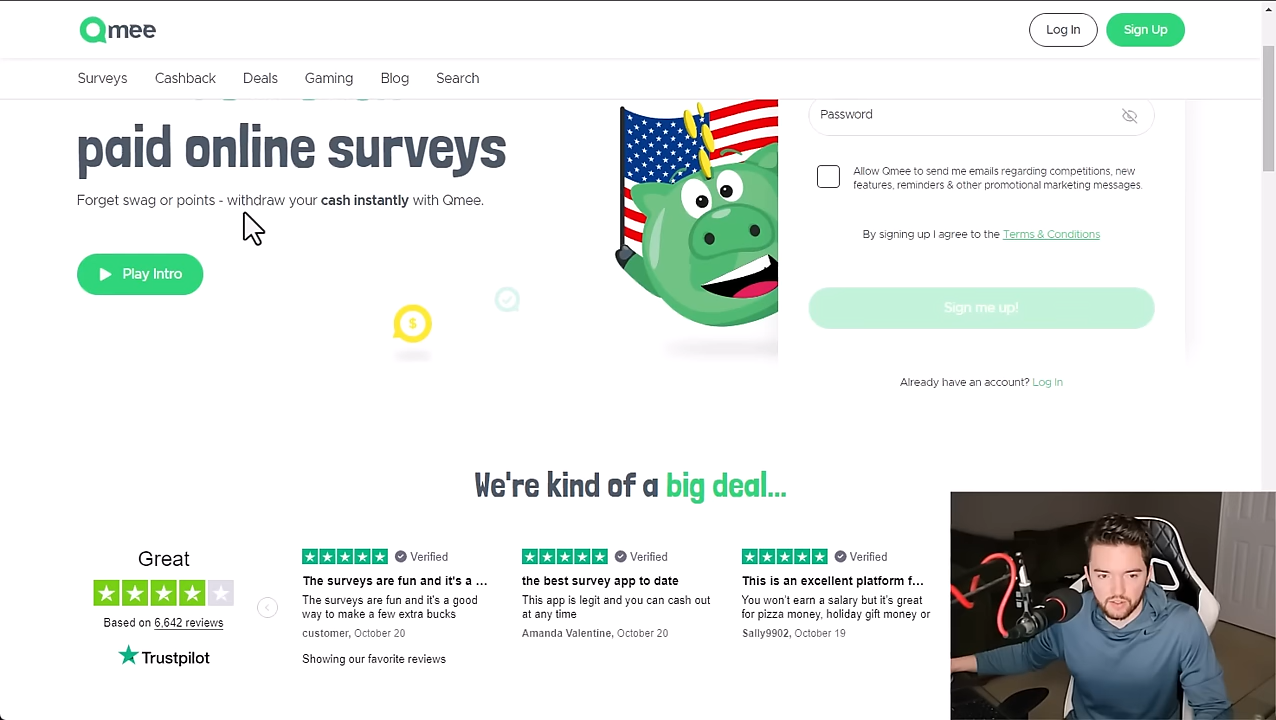 Qmee
Log In
Sign Up
Surveys
Cashback
Deals
Gaming
Blog
Search
paid online surveys
Forget swag or points - withdraw your cash instantly with Qmee.
Play Intro
$
Password
Allow Qmee to send me emails regarding competitions, new
features, reminders & other promotional marketing messages.
By signing up I agree to the Terms & Conditions
Sign me up!
Already have an account? Log In
We're kind of a big deal...
Great
Based on 6,642 reviews
Trustpilot
Verified
The surveys are fun and it's a ...
The surveys are fun and it's a good
way to make a few extra bucks
customer, October 20
Showing our favorite reviews
Verified
the best survey app to date
This app is legit and you can cash out
at any time
Amanda Valentine, October 20
Verified
This is an excellent platform f...
You won't earn a salary but it's great
for pizza money, holiday gift money or
Sally9902, October 19